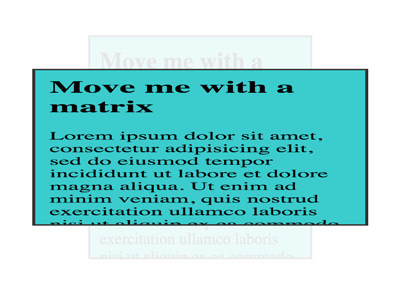 Move me with a
Move me with a
matrix
Lorem ipsum dolor sit amet,
consectetur adipisicing elit,
sed do eiusmod tempor
incididunt ut labore et dolore
magna aliqua. Ut enim ad
minim veniam, quis nostrud
exercitation ullamco laboris
nisi ut aliquip ex ea commodo
exercitation ullamco laboris
nisi ut aliquip ex ea commodo